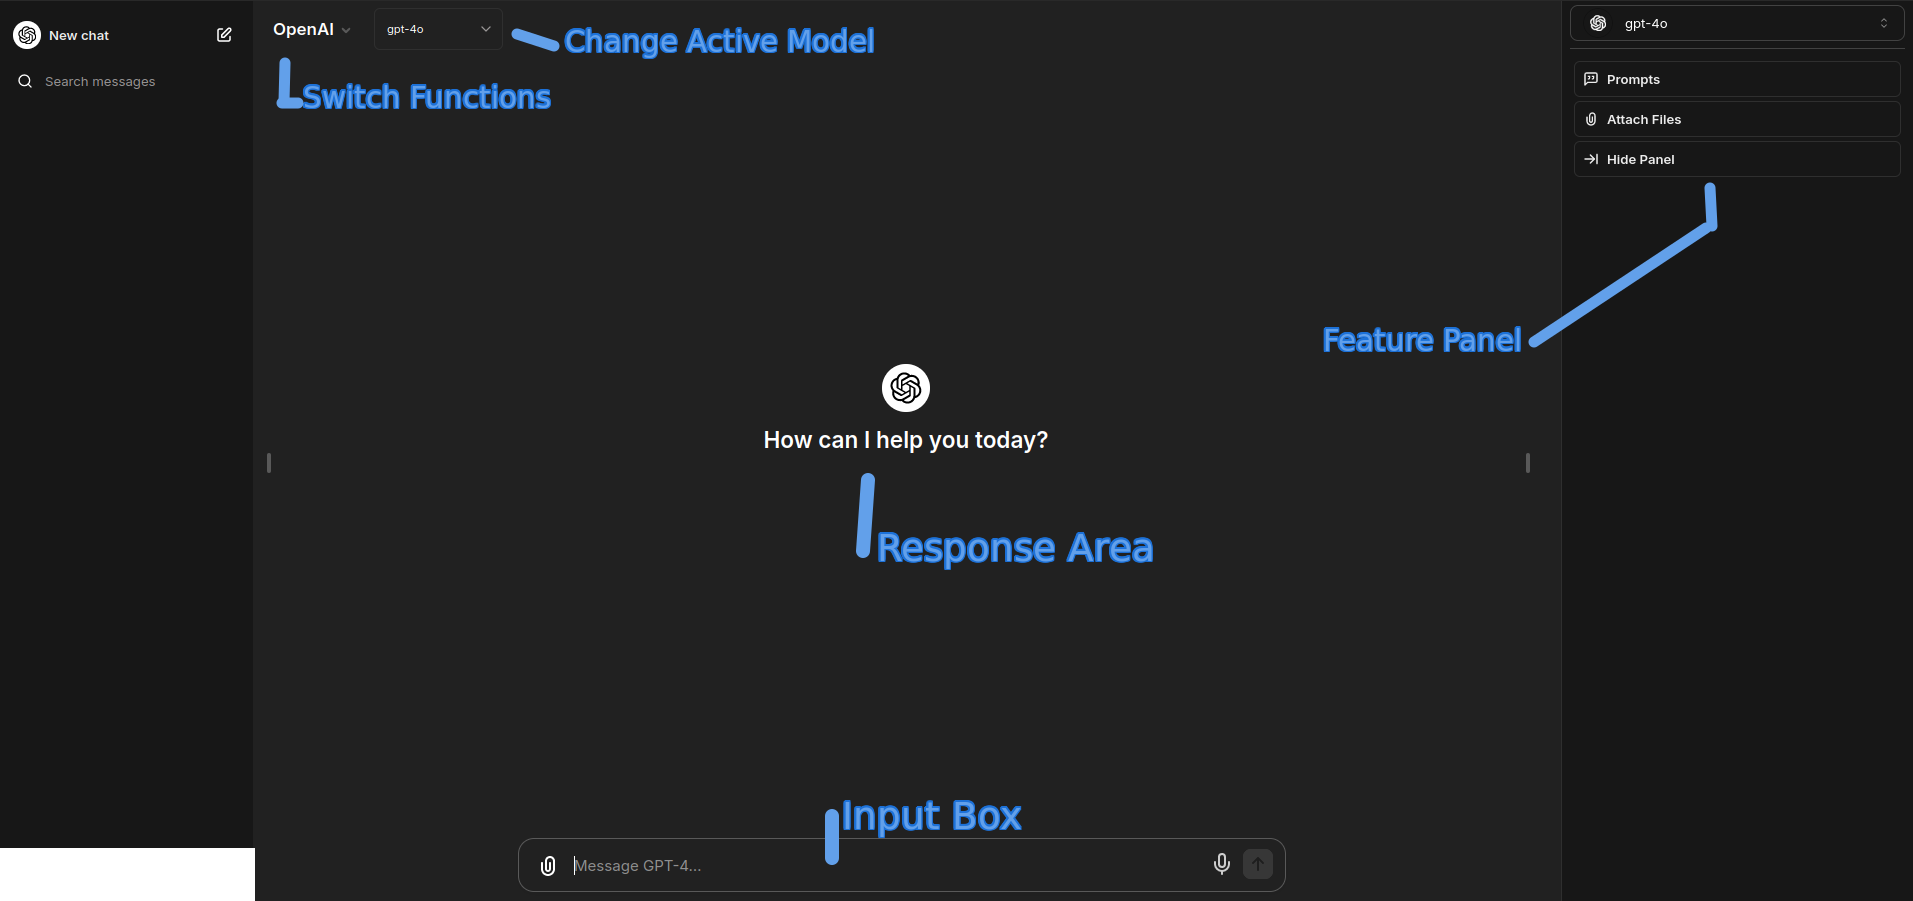 New chat
Search messages
OpenAI
gpt-4o
Change Active Model
Switch Functions
How can I help you today?
Response Area
Input Box
Message GPT-4...
gpt-4o
Prompts
Attach Files
Hide Panel
Feature Panel